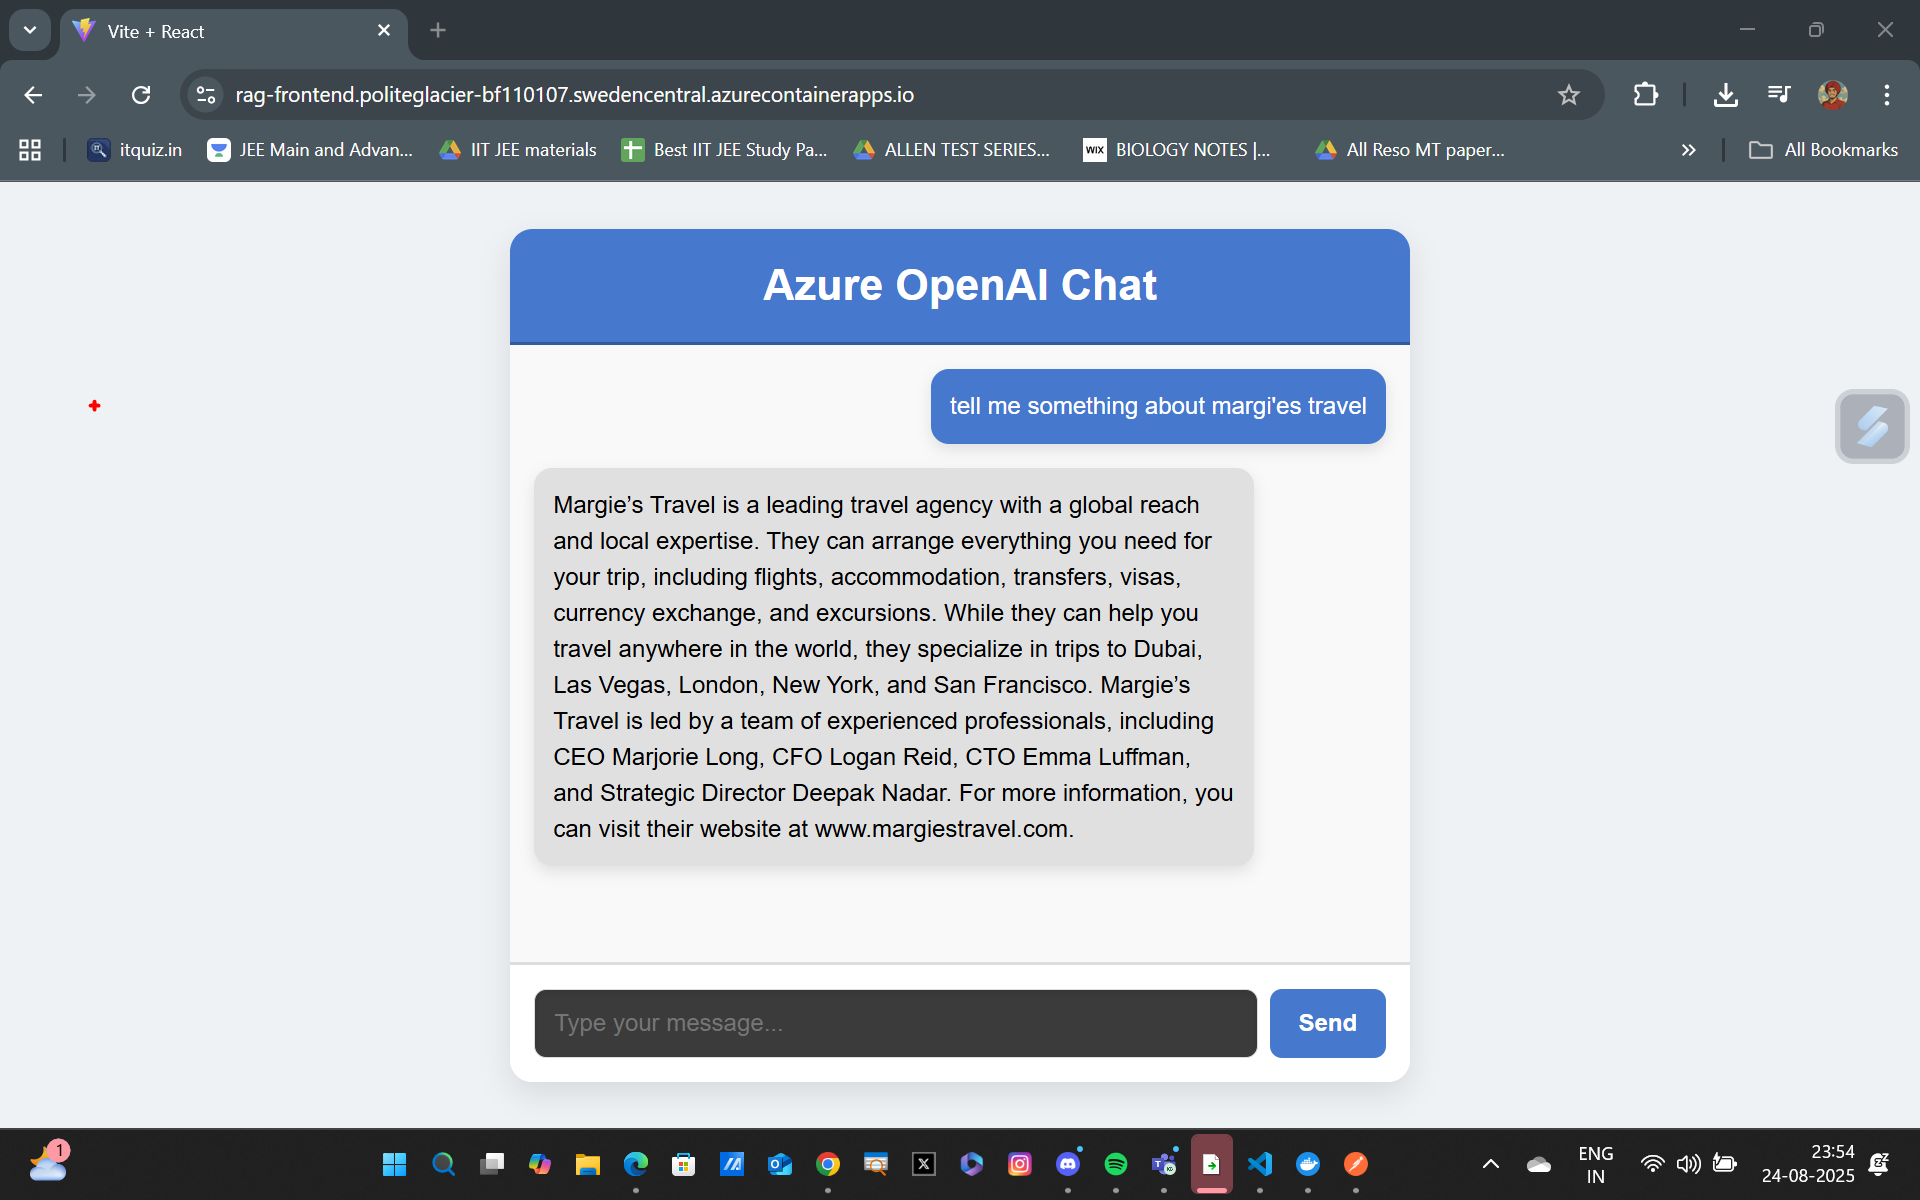 Vite + React
rag-frontend.politeglacier-bf110107.swedencentral.azurecontainerapps.io
itquiz.in
JEE Main and Advan...
IIT JEE materials
Best IIT JEE Study Pa...
ALLEN TEST SERIES...
WIX
BIOLOGY NOTES |...
All Reso MT paper...
All Bookmarks
Azure OpenAI Chat
tell me something about margi'es travel
Margie’s Travel is a leading travel agency with a global reach
and local expertise. They can arrange everything you need for
your trip, including flights, accommodation, transfers, visas,
currency exchange, and excursions. While they can help you
travel anywhere in the world, they specialize in trips to Dubai,
Las Vegas, London, New York, and San Francisco. Margie’s
Travel is led by a team of experienced professionals, including
CEO Marjorie Long, CFO Logan Reid, CTO Emma Luffman,
and Strategic Director Deepak Nadar. For more information, you
can visit their website at www.margiestravel.com.
Type your message...
Send
1
ENG
IN
23:54
24-08-2025